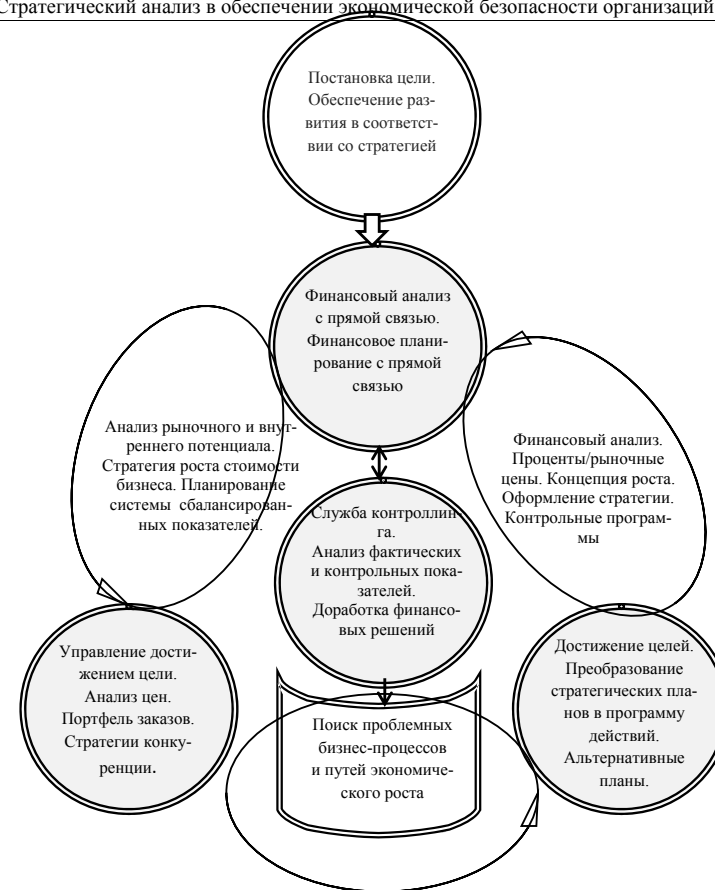 Стратегический анализ в обеспечении экономической безопасности организаций
Постановка цели.
Обеспечение раз-
вития в соответст-
вии со стратегией
Финансовый анализ
с прямой связью.
Финансовое плани-
рование с прямой
связью
Анализ рыночного и внут-
реннего потенциала.
Стратегия роста стоимости
бизнеса. Планирование
системы сбалансирован-
ных показателей.
Финансовый анализ.
Проценты/рыночные
цены. Концепция роста.
Оформление стратегии.
Контрольные програм-
мы
Служба контроллин-
га.
Анализ фактических
и контрольных пока-
зателей.
Доработка финансо-
вых решений
Управление дости-
жением цели.
Анализ цен.
Портфель заказов.
Стратегии конку-
ренции.
Поиск проблемных
бизнес-процессов
и путей экономиче-
ского роста
Достижение целей.
Преобразование
стратегических пла-
нов в программу
действий.
Альтернативные
планы.